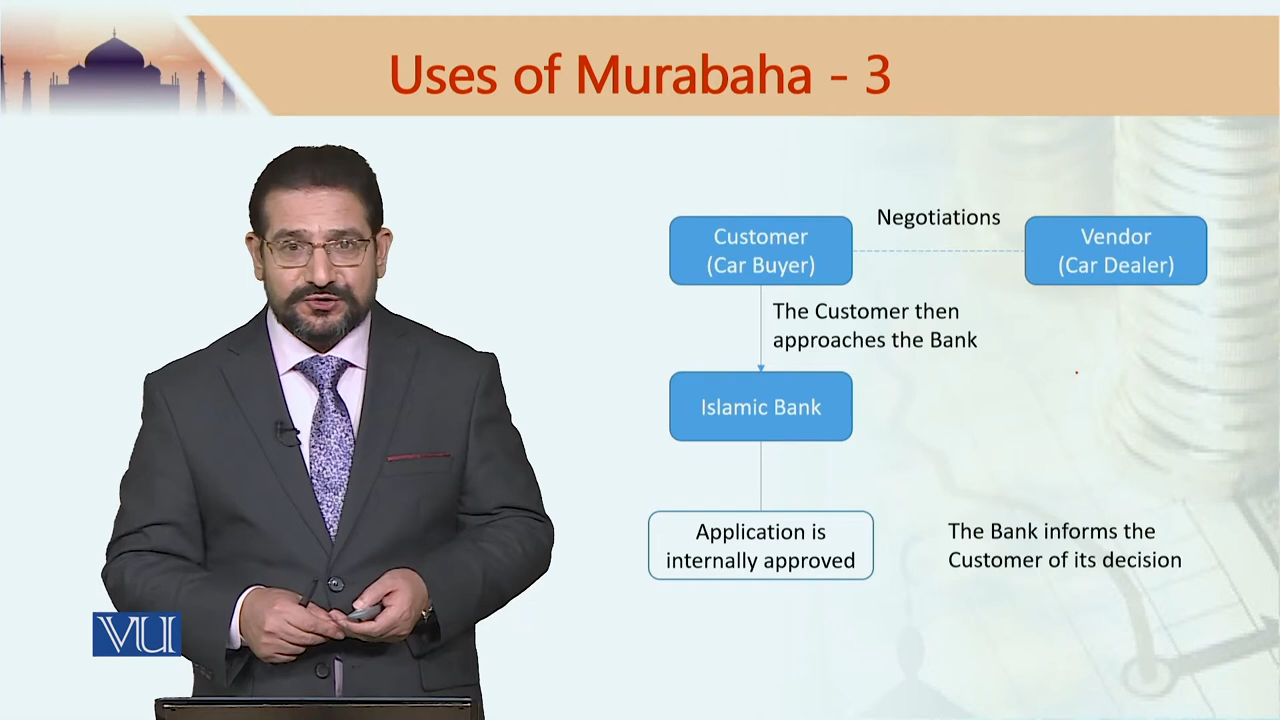 Uses of Murabaha - 3
Negotiations
Customer
(Car Buyer)
Vendor
(Car Dealer)
The Customer then
approaches the Bank
Islamic Bank
Application is
internally approved
The Bank informs the
Customer of its decision
VU